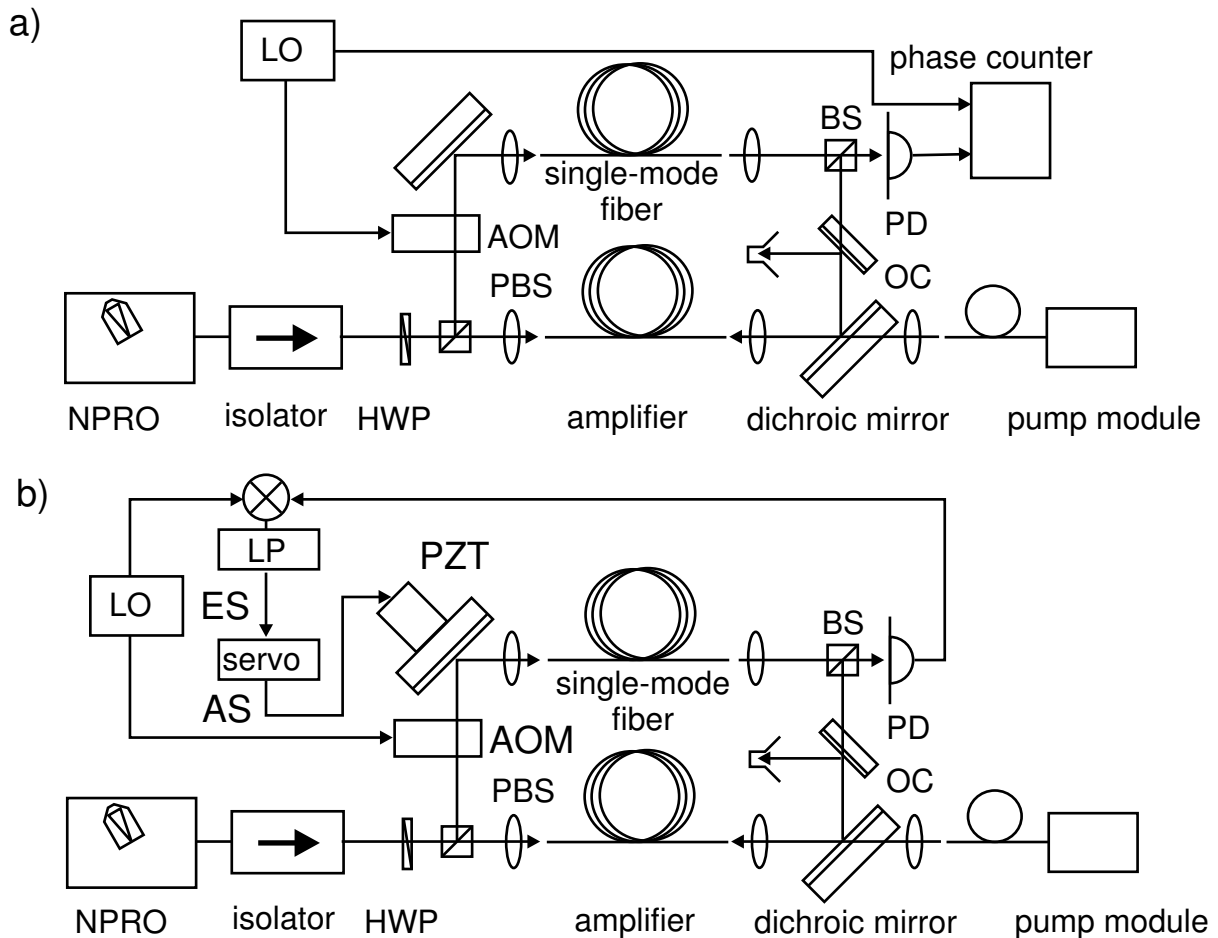 a)
LO
phase counter
BS
single-mode
fiber
PD
AOM
OC
PBS
NPRO
isolator
HWP
amplifier
dichroic mirror
pump module
b)
LP
PZT
LO
ES
BS
servo
single-mode
fiber
AS
PD
AOM
OC
PBS
NPRO
isolator
HWP
amplifier
dichroic mirror
pump module